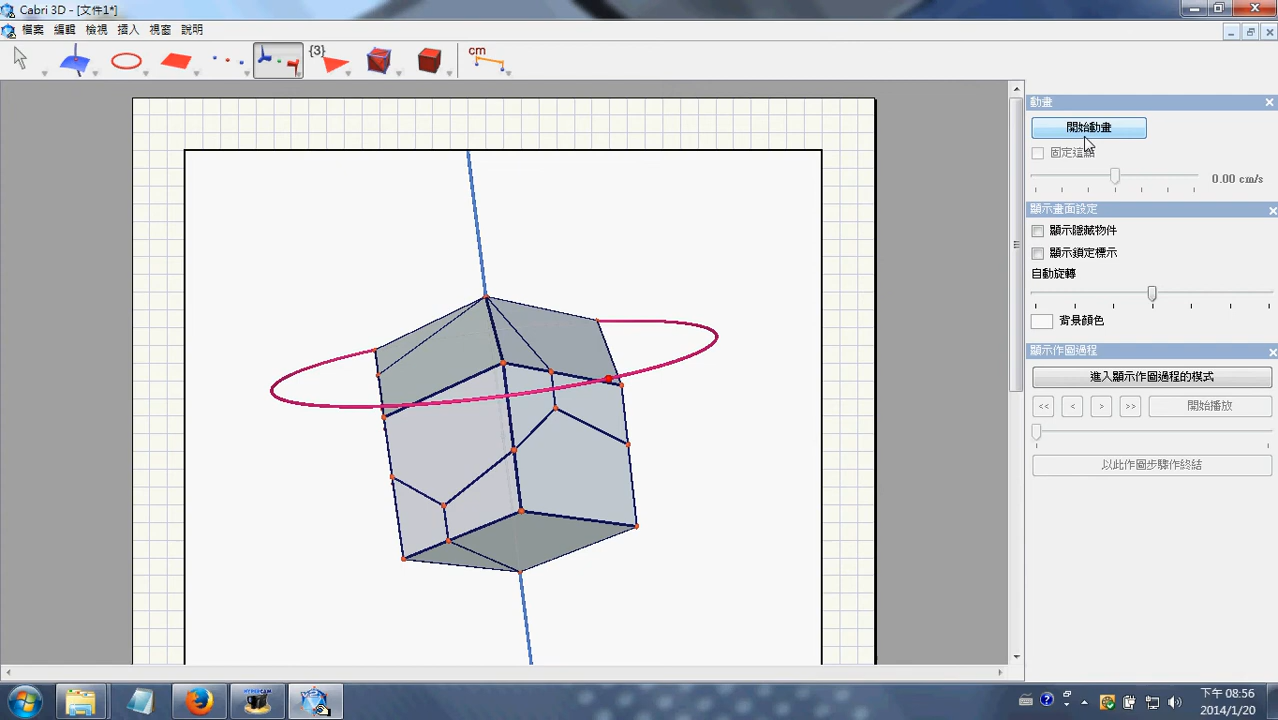 Cabri 3D - [文件1*]
檔案 編輯 檢視 插入 視窗 說明
{3}
cm
動畫
開始動畫
固定這點
0.00 cm/s
顯示畫面設定
顯示隱藏物件
顯示鎖定標示
自動旋轉
背景顏色
顯示作圖過程
進入顯示作圖過程的模式
<< < > >> 開始播放
以此作圖步驟作終結
HYPERCAM
下午 08:56
2014/1/20